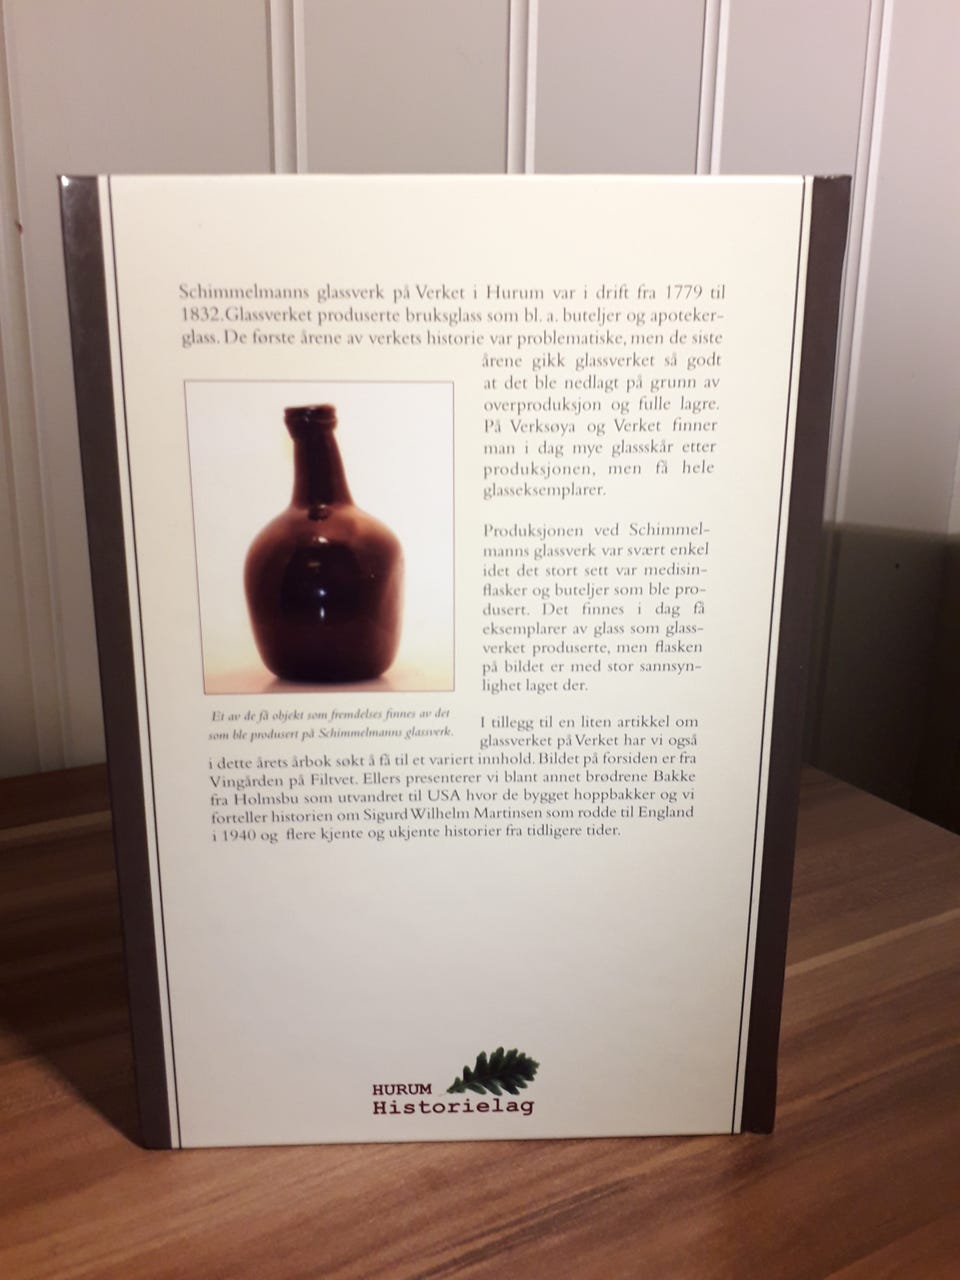 Schimmelmanns glassverk på Verket i Hurum var i drift fra 1779 til
1832.Glassverket produserte bruksglass som bl. a. buteljer og apoteker-
glass. De første årene av verkets historie var problematiske, men de siste
årene gikk glassverket så godt
at det ble nedlagt på grunn av
overproduksjon og fulle lagre.
På Verksøya og Verket finner
man i dag mye glasskår etter
produksjonen, men få hele
glasseksemplarer.
Produksjonen ved Schimmel-
manns glassverk var svært enkel
idet det stort sett var medisin-
flasker og buteljer som ble pro-
dusert. Det finnes i dag få
eksemplarer av glass som glass-
verket produserte, men flasken
på bildet er med stor sannsyn-
lighet laget der.
Et av de få objekt som fremdelses finnes av det
som ble produsert på Schimmelmanns glassverk.
I tillegg til en liten artikkel om
glassverket på Verket har vi også
i dette årets årbok søkt å få til et variert innhold. Bildet på forsiden er fra
Vingården på Filtvet. Ellers presenterer vi blant annet brødrene Bakke
fra Holmsbu som utvandret til USA hvor de bygget hoppbakker og vi
forteller historien om Sigurd Wilhelm Martinsen som rodde til England
i 1940 og flere kjente og ukjente historier fra tidligere tider.
HURUM
Historielag